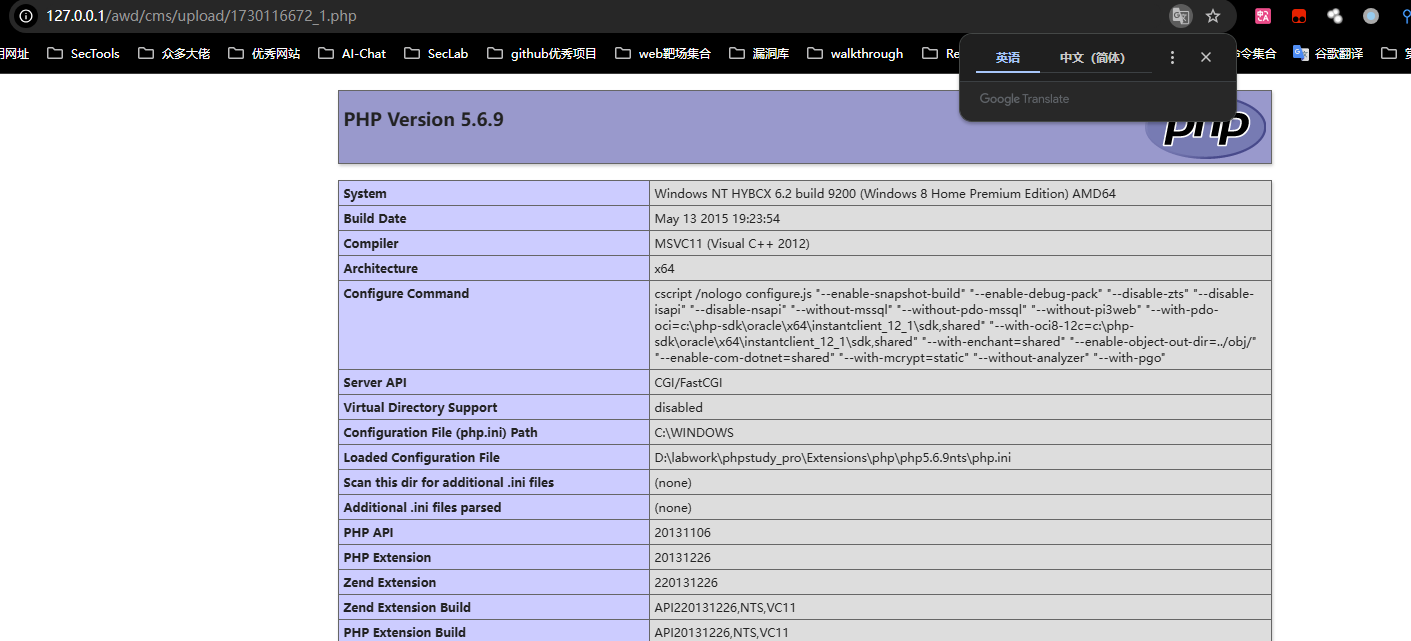 127.0.0.1/awd/cms/upload/1730116672_1.php
用网址 SecTools 众多大佬 优秀网站 AI-Chat SecLab github优秀项目 web靶场集合 漏洞库 walkthrough Re 令集合 谷歌翻译
英语 中文（简体）
Google Translate
PHP Version 5.6.9
php
System Windows NT HYBCX 6.2 build 9200 (Windows 8 Home Premium Edition) AMD64
Build Date May 13 2015 19:23:54
Compiler MSVC11 (Visual C++ 2012)
Architecture x64
Configure Command cscript /nologo configure.js "--enable-snapshot-build" "--enable-debug-pack" "--disable-zts" "--disable-
isapi" "--disable-nsapi" "--without-mssql" "--without-pdo-mssql" "--without-pi3web" "--with-pdo-
oci=c:\php-sdk\oracle\x64\instantclient_12_1\sdk,shared" "--with-oci8-12c=c:\php-
sdk\oracle\x64\instantclient_12_1\sdk,shared" "--with-enchant=shared" "--enable-object-out-dir=../obj/"
"--enable-com-dotnet=shared" "--with-mcrypt=static" "--without-analyzer" "--with-pgo"
Server API CGI/FastCGI
Virtual Directory Support disabled
Configuration File (php.ini) Path C:\WINDOWS
Loaded Configuration File D:\labwork\phpstudy_pro\Extensions\php\php5.6.9nts\php.ini
Scan this dir for additional .ini files (none)
Additional .ini files parsed (none)
PHP API 20131106
PHP Extension 20131226
Zend Extension 220131226
Zend Extension Build API220131226,NTS,VC11
PHP Extension Build API20131226,NTS,VC11